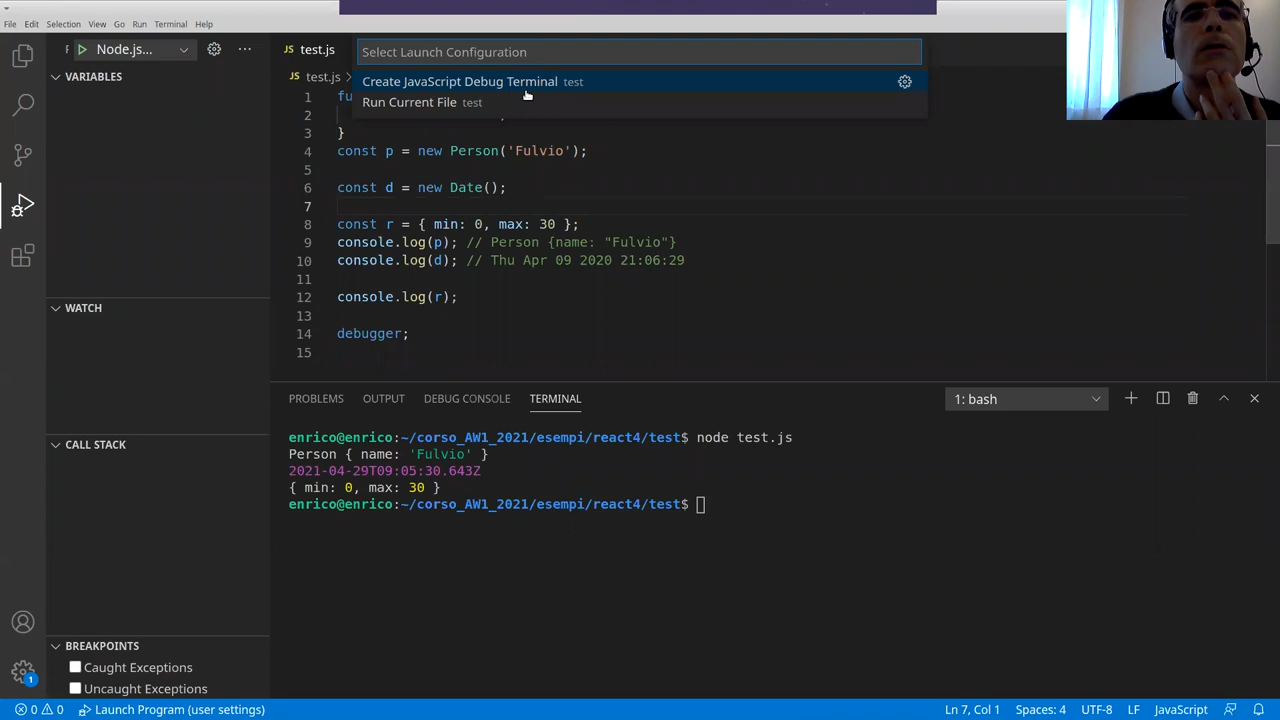 File Edit Selection View Go Run Terminal Help
Node.js... ···
test.js
Select Launch Configuration
VARIABLES
test.js
Create JavaScript Debug Terminal test
1 fu
Run Current File test
2
3 }
4 const p = new Person('Fulvio');
5
6 const d = new Date();
7
8 const r = { min: 0, max: 30 };
9 console.log(p); // Person {name: "Fulvio"}
10 console.log(d); // Thu Apr 09 2020 21:06:29
11
12 console.log(r);
13
14 debugger;
15
WATCH
CALL STACK
BREAKPOINTS
Caught Exceptions
Uncaught Exceptions
PROBLEMS OUTPUT DEBUG CONSOLE TERMINAL 1: bash
enrico@enrico:~/corso_AW1_2021/esempi/react4/test$ node test.js
Person { name: 'Fulvio' }
2021-04-29T09:05:30.643Z
{ min: 0, max: 30 }
enrico@enrico:~/corso_AW1_2021/esempi/react4/test$
1
0 0 Launch Program (user settings) Ln 7, Col 1 Spaces: 4 UTF-8 LF JavaScript